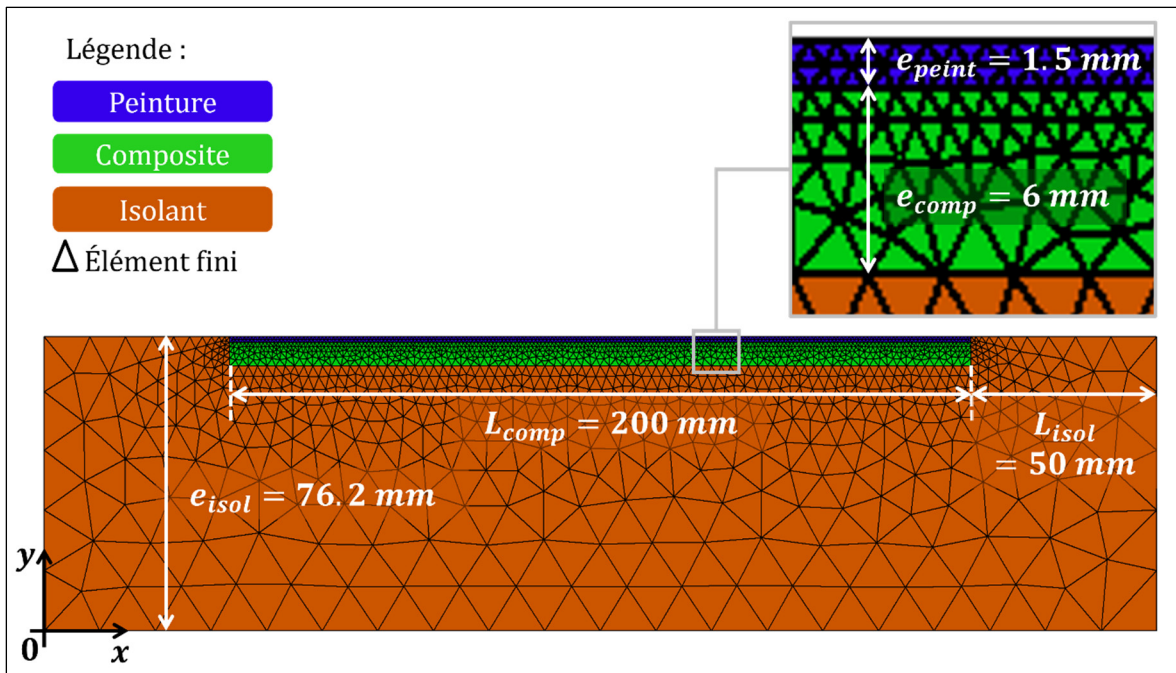 Légende :
Peinture
Composite
Isolant
Élément fini
e_peint = 1.5 mm
e_comp = 6 mm
L_comp = 200 mm
L_isol
= 50 mm
e_isol = 76.2 mm
y
0
x